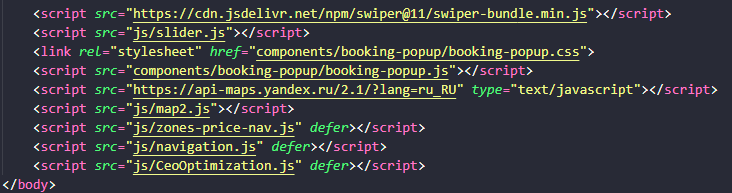 <script src="https://cdn.jsdelivr.net/npm/swiper@11/swiper-bundle.min.js"></script>
<script src="js/slider.js"></script>
<link rel="stylesheet" href="components/booking-popup/booking-popup.css">
<script src="components/booking-popup/booking-popup.js"></script>
<script src="https://api-maps.yandex.ru/2.1/?lang=ru_RU" type="text/javascript"></script>
<script src="js/map2.js"></script>
<script src="js/zones-price-nav.js" defer></script>
<script src="js/navigation.js" defer></script>
<script src="js/CeoOptimization.js" defer></script>
</body>